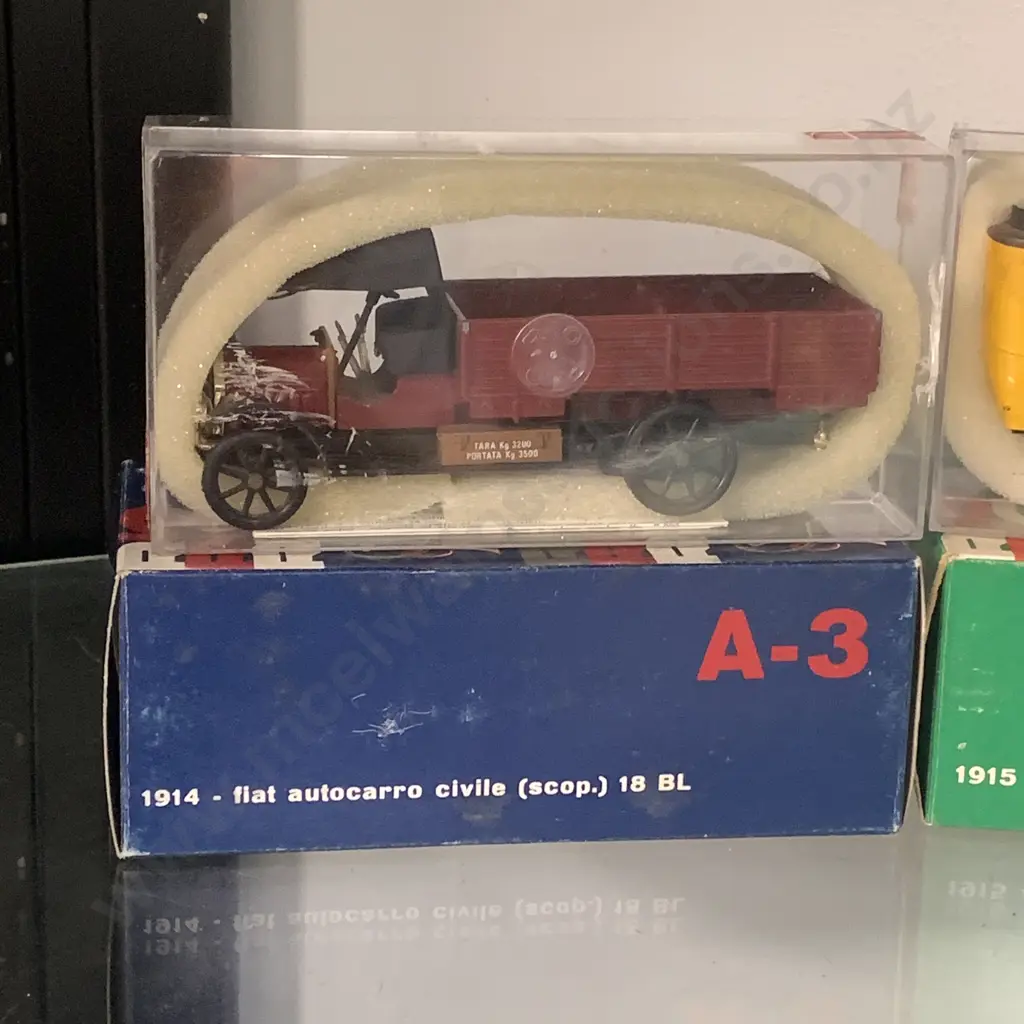 TARA Kg 3200
PORTATA Kg 3500
A-3
1914 - fiat autocarro civile (scop.) 18 BL
1915